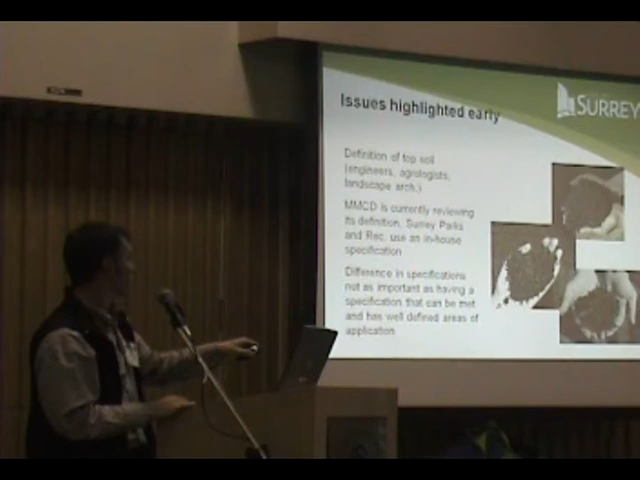 Issues highlighted early
SURREY
Definition of top soil
(engineers, agrologists,
landscape arch.)
MMCD is currently reviewing
its definition, Surrey Parks
and Rec. use an in-house
specification
Difference in specifications
not as important as having a
specification that can be met
and has well defined areas of
application